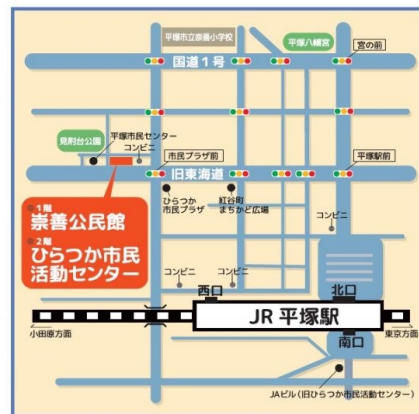 平塚市立崇善小学校
平塚八幡宮
宮の前
国道1号
見附台公園
平塚市民センター
コンビニ
市民プラザ前
平塚駅前
旧東海道
1階
崇善公民館
2階
ひらつか市民
活動センター
ひらつか
市民プラザ
紅谷町
まちかど広場
コンビニ
コンビニ
コンビニ
西口
北口
JR 平塚駅
小田原方面
東京方面
南口
JAビル(旧ひらつか市民活動センター)